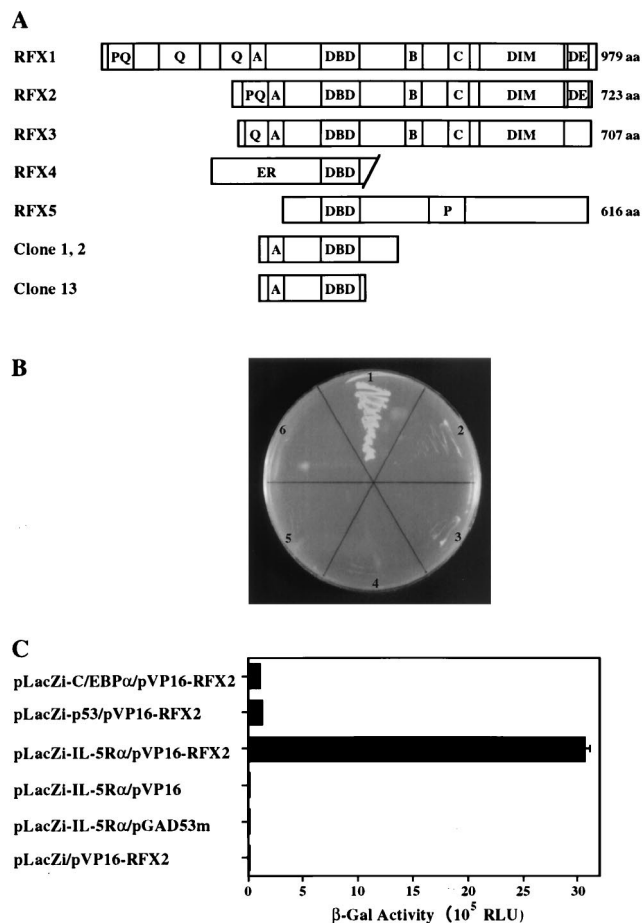 A
RFX1 PQ Q Q A DBD B C DIM DE 979 aa
RFX2 PQ A DBD B C DIM DE 723 aa
RFX3 Q A DBD B C DIM 707 aa
RFX4 ER DBD
RFX5 DBD P 616 aa
Clone 1, 2 A DBD
Clone 13 A DBD
B
1
6 2
5 3
4
C
pLacZi-C/EBPα/pVP16-RFX2
pLacZi-p53/pVP16-RFX2
pLacZi-IL-5Rα/pVP16-RFX2
pLacZi-IL-5Rα/pVP16
pLacZi-IL-5Rα/pGAD53m
pLacZi/pVP16-RFX2
0 5 10 15 20 25 30
β-Gal Activity (10⁵ RLU)